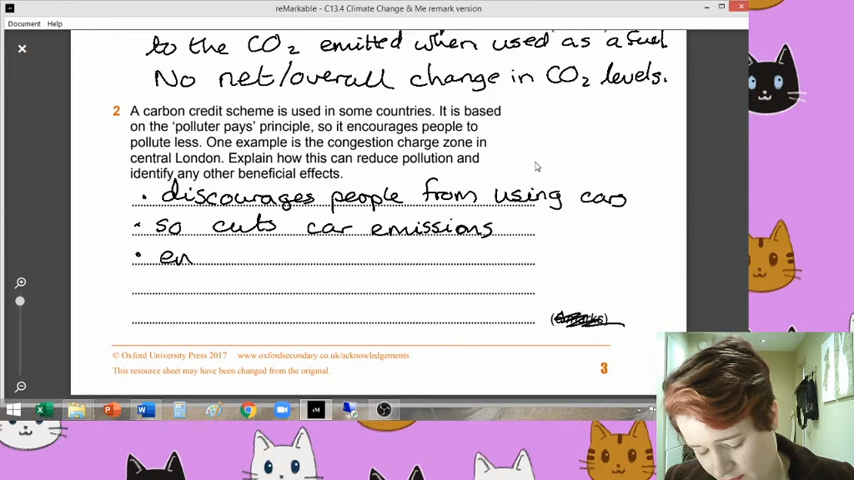 reMarkable - C13.4 Climate Change & Me remark version
Document Help
to the CO2 emitted when used as a fuel.
No net/overall change in CO2 levels.
2 A carbon credit scheme is used in some countries. It is based
on the 'polluter pays' principle, so it encourages people to
pollute less. One example is the congestion charge zone in
central London. Explain how this can reduce pollution and
identify any other beneficial effects.
• discourages people from using cars
• so cuts car emissions
• en
© Oxford University Press 2017 www.oxfordsecondary.co.uk/acknowledgements
This resource sheet may have been changed from the original.
3